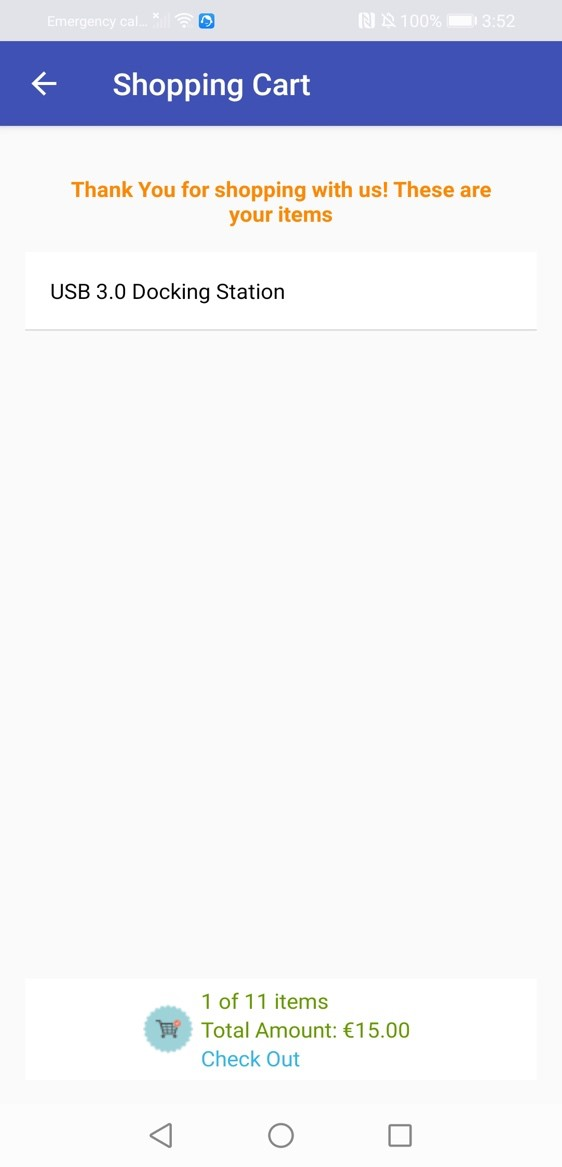 Emergency cal... 100% 3:52
Shopping Cart
Thank You for shopping with us! These are
your items
USB 3.0 Docking Station
1 of 11 items
Total Amount: €15.00
Check Out